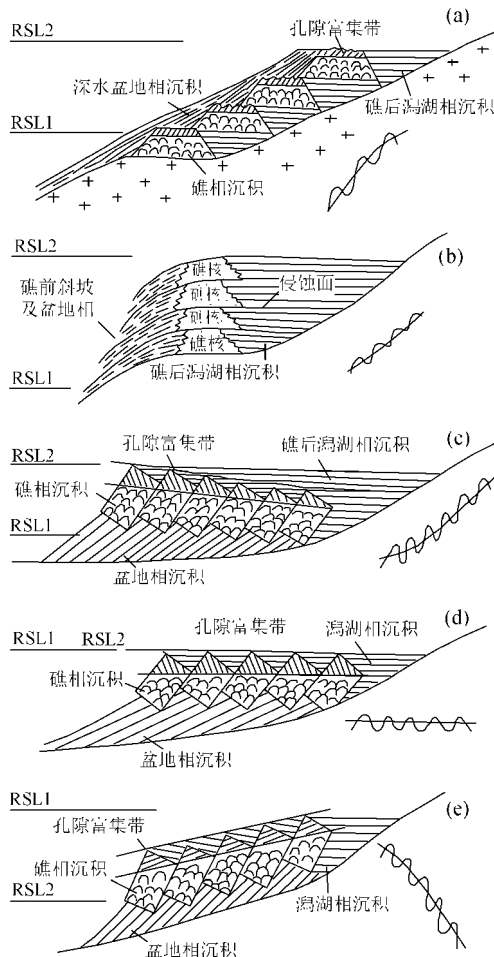 (a)
RSL2
孔隙富集带
深水盆地相沉积
RSL1
礁后潟湖相沉积
礁相沉积
(b)
RSL2
礁核
礁前斜坡
及盆地相
礁核
侵蚀面
礁核
礁核
RSL1
礁后潟湖相沉积
(c)
孔隙富集带
RSL2
礁后潟湖相沉积
礁相沉积
RSL1
盆地相沉积
(d)
孔隙富集带
RSL1
RSL2
潟湖相沉积
礁相沉积
盆地相沉积
(e)
RSL1
孔隙富集带
礁相沉积
RSL2
潟湖相沉积
盆地相沉积